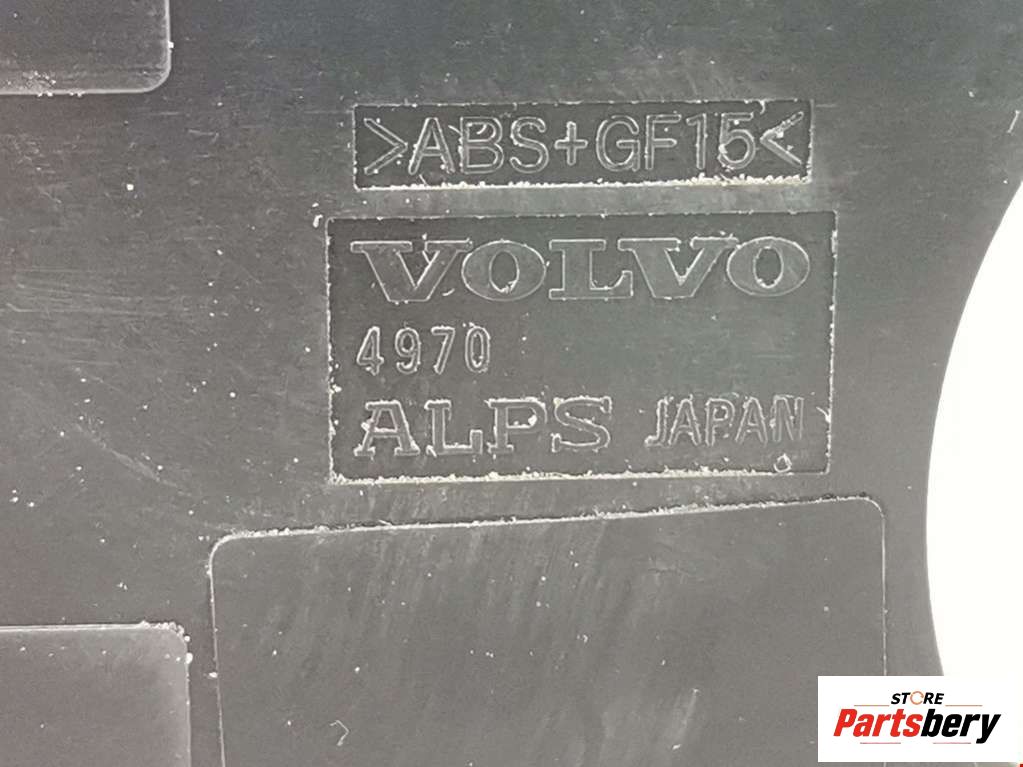 >ABS+GF15<
VOLVO
4970
ALPS JAPAN
STORE
Partsbery